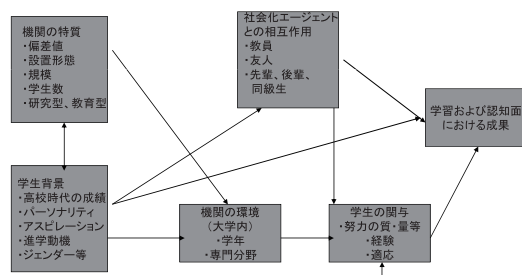 機関の特質
・偏差値
・設置形態
・規模
・学生数
・研究型、教育型
社会化エージェント
との相互作用
・教員
・友人
・先輩、後輩、
同級生
学習および認知面
における成果
学生背景
・高校時代の成績
・パーソナリティ
・アスピレーション
・進学動機
・ジェンダー等
機関の環境
（大学内）
・学年
・専門分野
学生の関与
・努力の質・量等
・経験
・適応